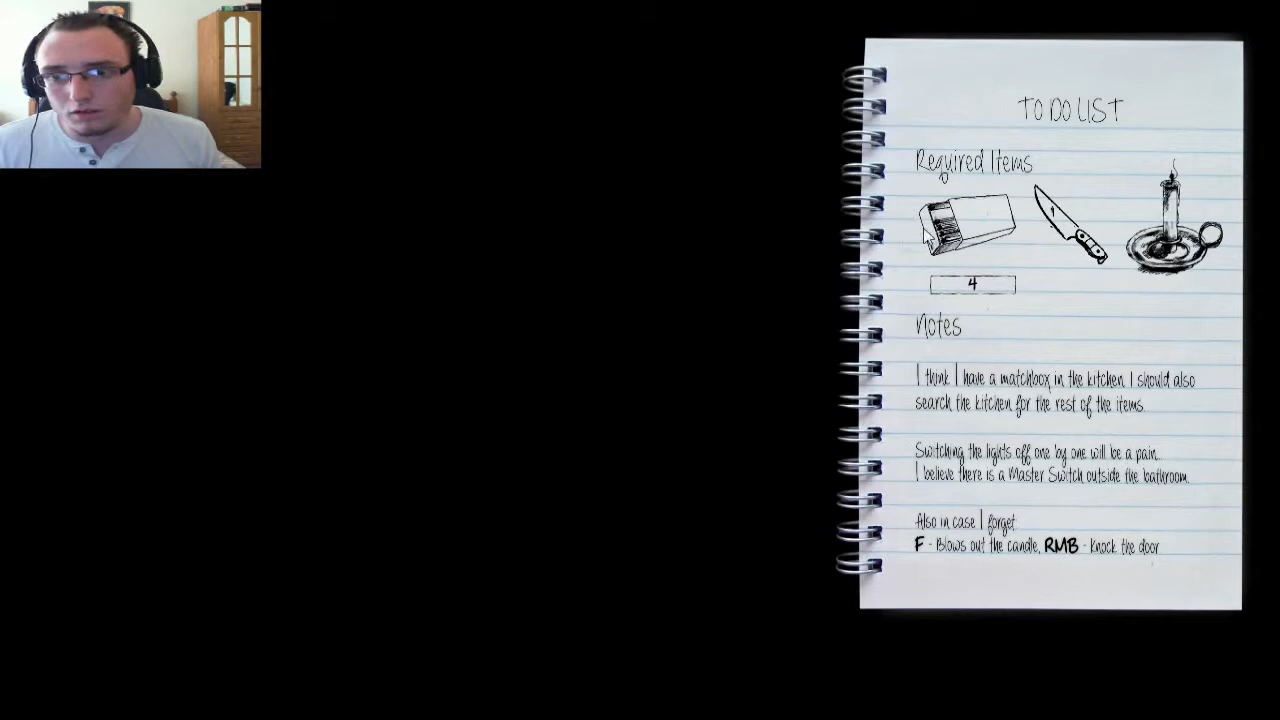 TO DO LIST
Required Items
4
Notes
I think I have a matchbox in the kitchen. I should also
search the kitchen for the rest of the items.
Switching the lights off one by one will be a pain...
I believe there is a Master Switch outside the bathroom.
Also in case I forget
F - Blows out the candle, RMB - Knock the door